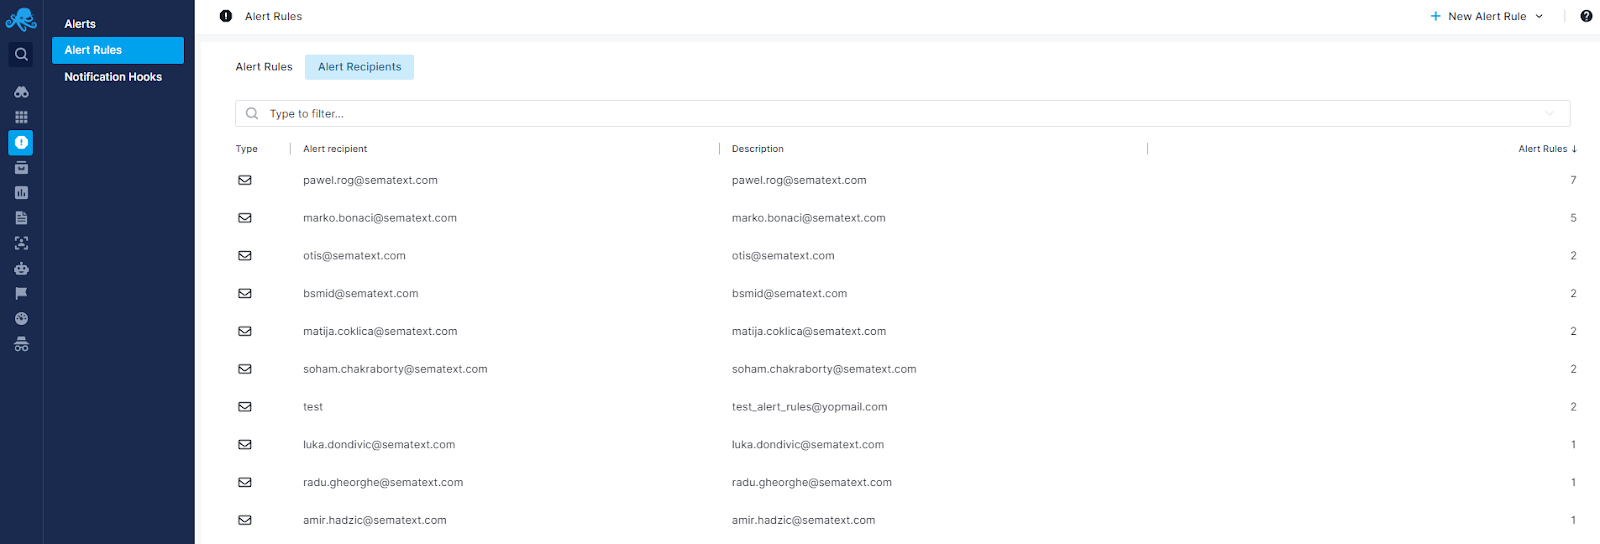 Alerts
Alert Rules
Notification Hooks
Alert Rules
New Alert Rule
Alert Rules Alert Recipients
Type to filter...
Type Alert recipient Description Alert Rules ↓
pawel.rog@sematext.com pawel.rog@sematext.com 7
marko.bonaci@sematext.com marko.bonaci@sematext.com 5
otis@sematext.com otis@sematext.com 2
bsmid@sematext.com bsmid@sematext.com 2
matija.coklica@sematext.com matija.coklica@sematext.com 2
soham.chakraborty@sematext.com soham.chakraborty@sematext.com 2
test test_alert_rules@yopmail.com 2
luka.dondivic@sematext.com luka.dondivic@sematext.com 1
radu.gheorghe@sematext.com radu.gheorghe@sematext.com 1
amir.hadzic@sematext.com amir.hadzic@sematext.com 1